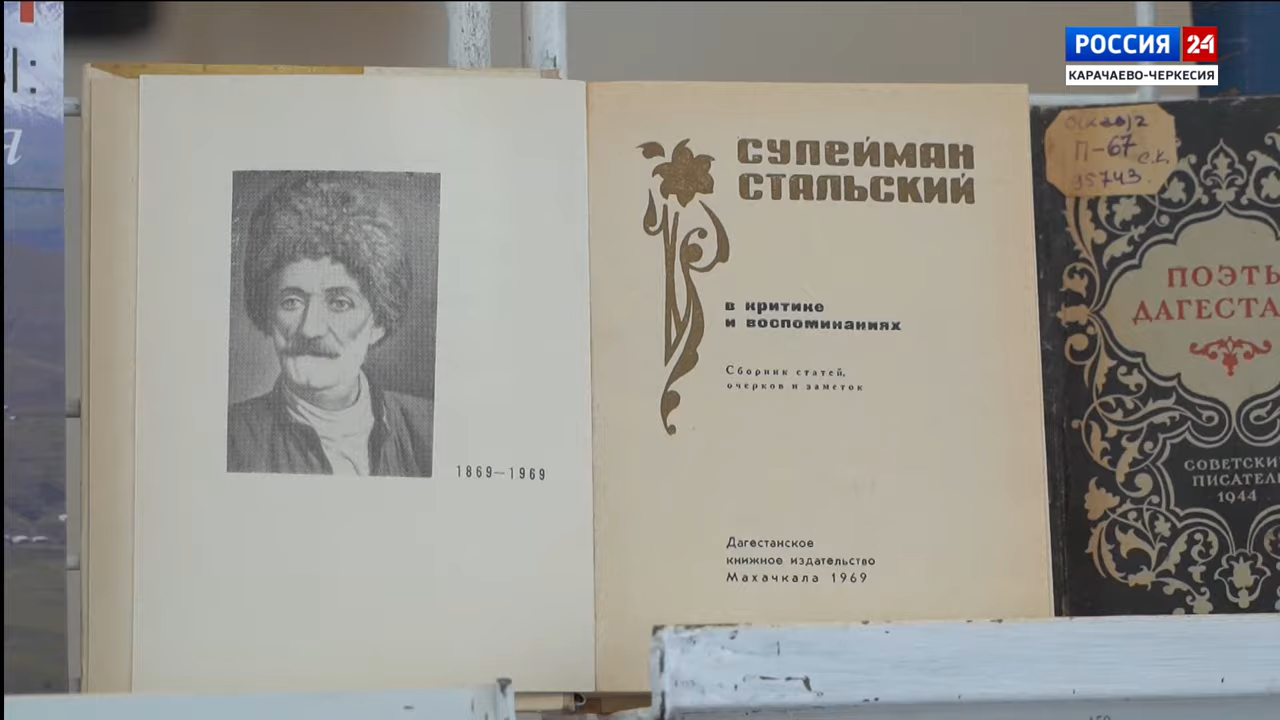 РОССИЯ 24
КАРАЧАЕВО-ЧЕРКЕСИЯ
СУЛЕЙМАН
СТАЛЬСКИЙ
в критике
и воспоминаниях
Сборник статей,
очерков и заметок
1869—1969
Дагестанское
книжное издательство
Махачкала 1969
П-67 с.к.
95743
ПОЭТЫ
ДАГЕСТА
СОВЕТСКИ
ПИСАТЕЛ
1944